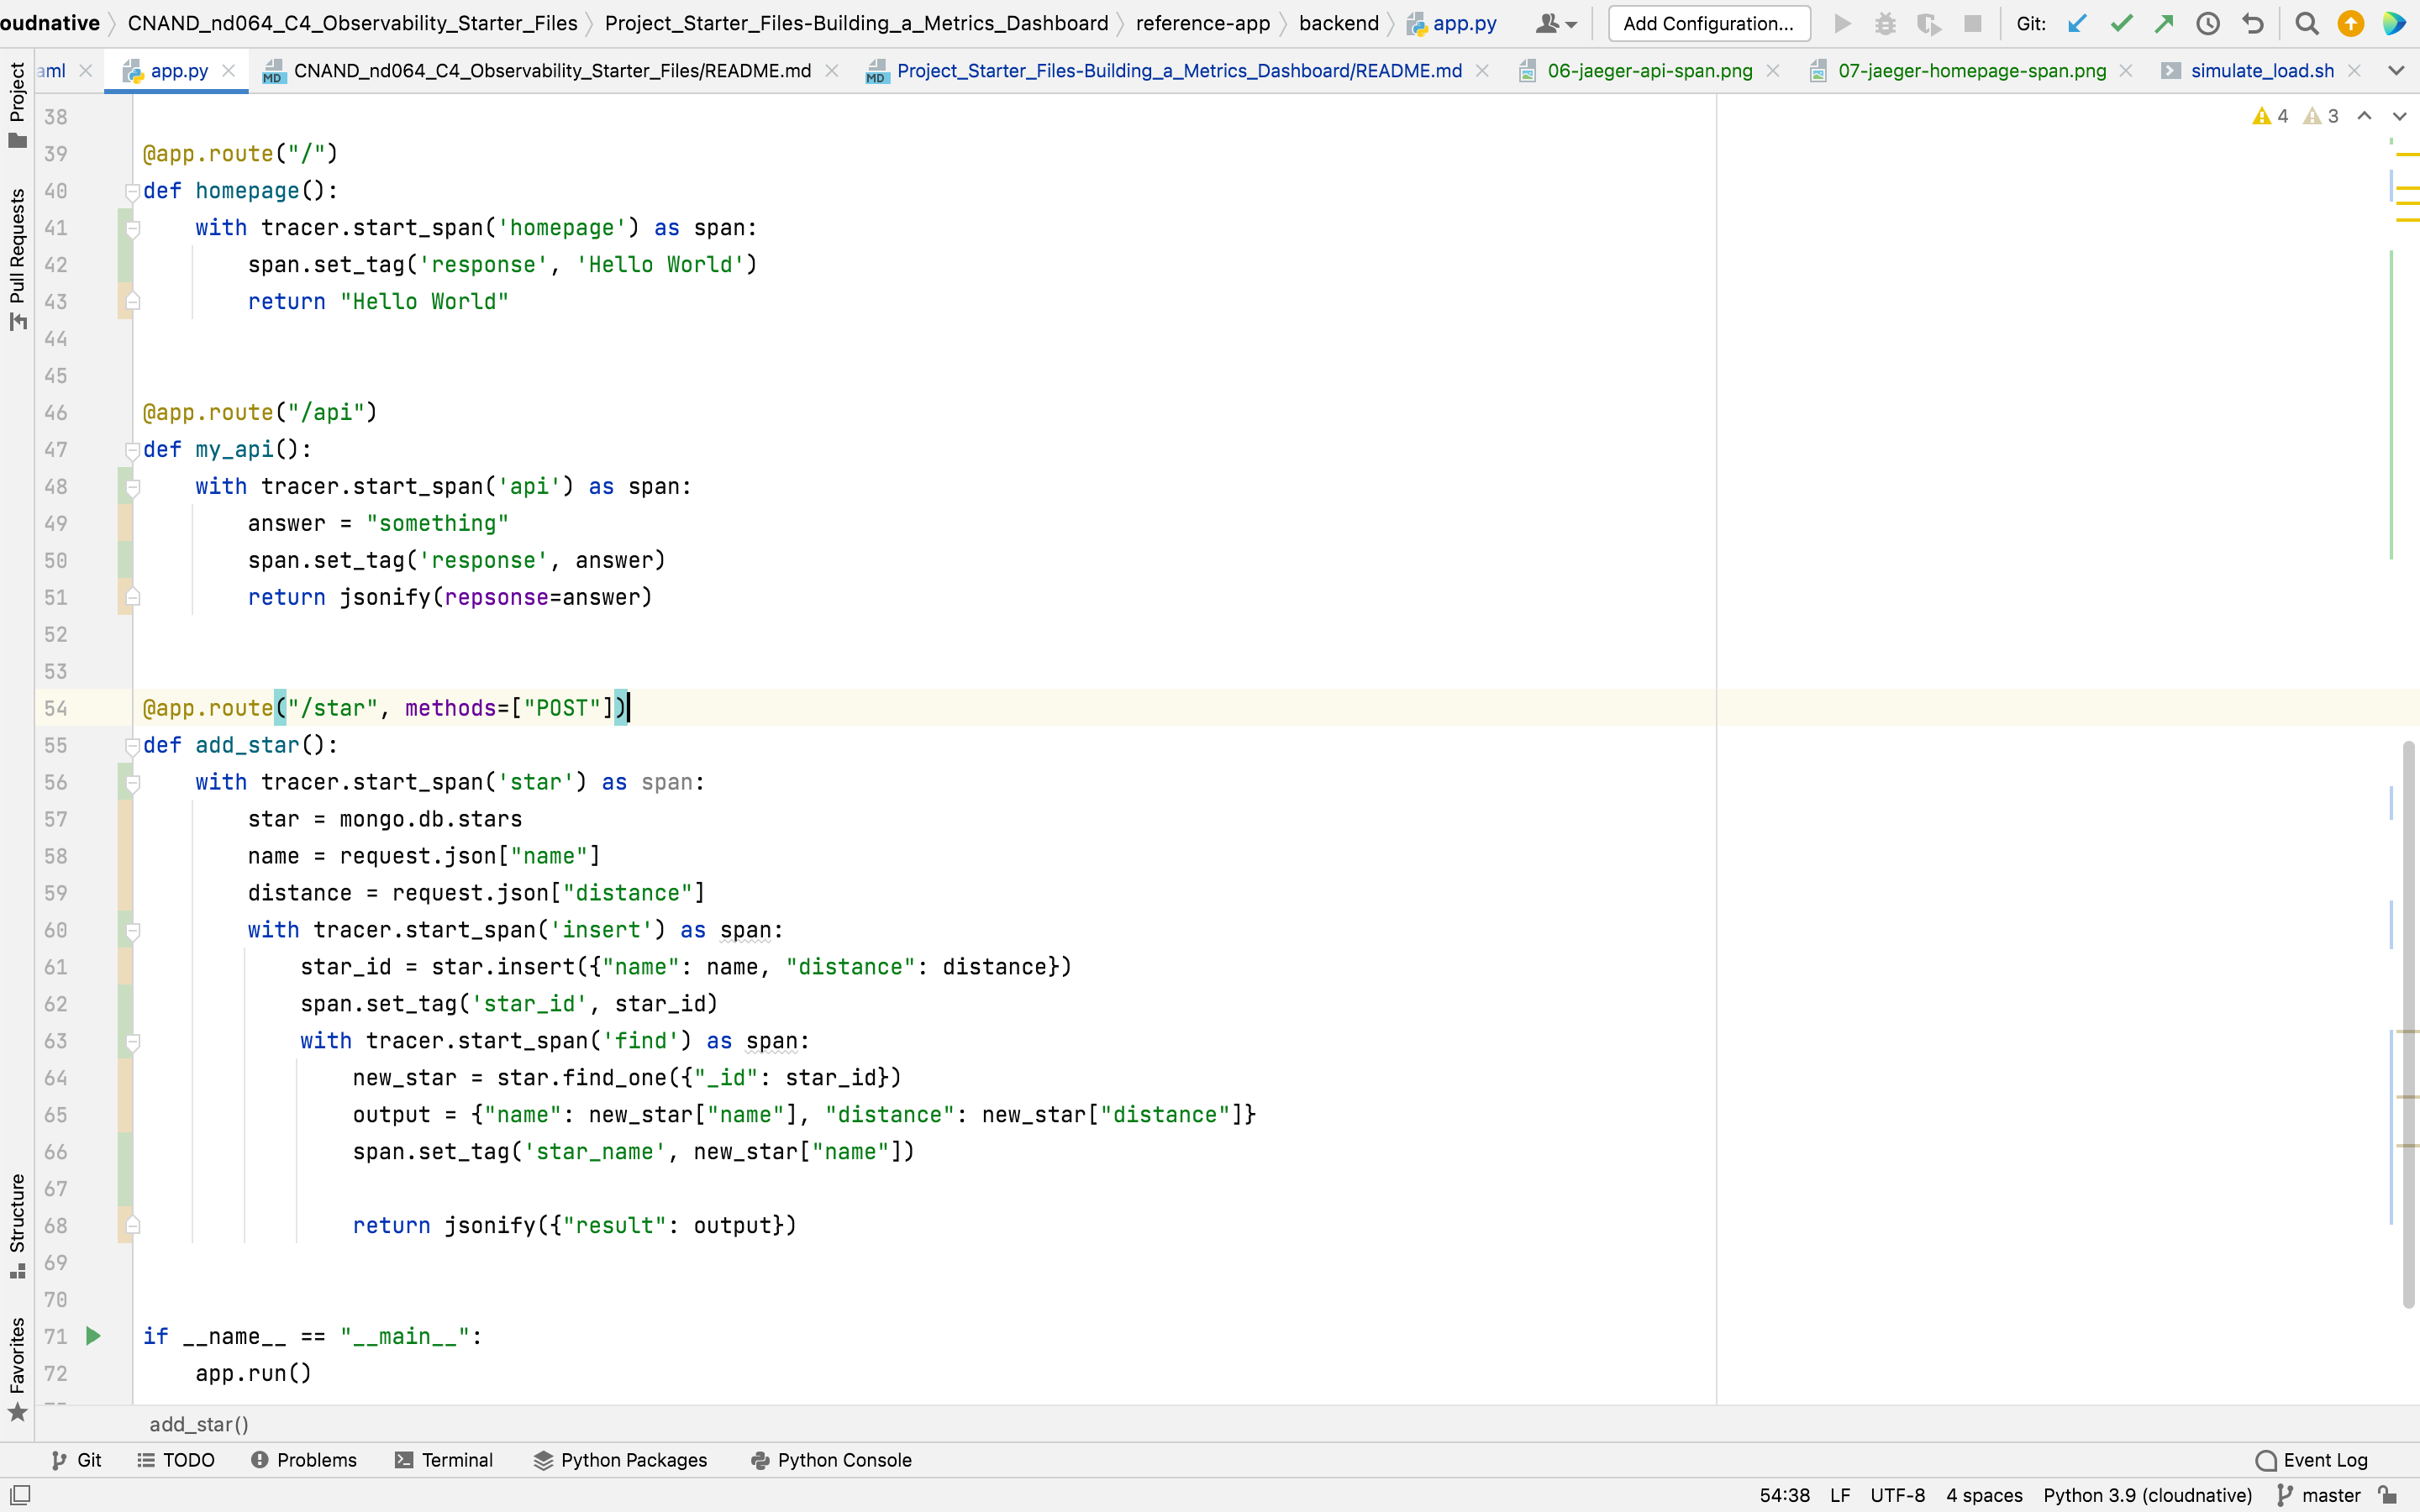 oudnative CNAND_nd064_C4_Observability_Starter_Files Project_Starter_Files-Building_a_Metrics_Dashboard reference-app backend app.py Add Configuration... Git:
aml app.py CNAND_nd064_C4_Observability_Starter_Files/README.md Project_Starter_Files-Building_a_Metrics_Dashboard/README.md 06-jaeger-api-span.png 07-jaeger-homepage-span.png simulate_load.sh
Project
Pull Requests
Structure
Favorites
4 3
38
39 @app.route("/")
40 def homepage():
41     with tracer.start_span('homepage') as span:
42         span.set_tag('response', 'Hello World')
43         return "Hello World"
44
45
46 @app.route("/api")
47 def my_api():
48     with tracer.start_span('api') as span:
49         answer = "something"
50         span.set_tag('response', answer)
51         return jsonify(repsonse=answer)
52
53
54 @app.route("/star", methods=["POST"])
55 def add_star():
56     with tracer.start_span('star') as span:
57         star = mongo.db.stars
58         name = request.json["name"]
59         distance = request.json["distance"]
60         with tracer.start_span('insert') as span:
61             star_id = star.insert({"name": name, "distance": distance})
62             span.set_tag('star_id', star_id)
63             with tracer.start_span('find') as span:
64                 new_star = star.find_one({"_id": star_id})
65                 output = {"name": new_star["name"], "distance": new_star["distance"]}
66                 span.set_tag('star_name', new_star["name"])
67
68                 return jsonify({"result": output})
69
70
71 if __name__ == "__main__":
72     app.run()
add_star()
Git TODO Problems Terminal Python Packages Python Console Event Log
54:38 LF UTF-8 4 spaces Python 3.9 (cloudnative) master